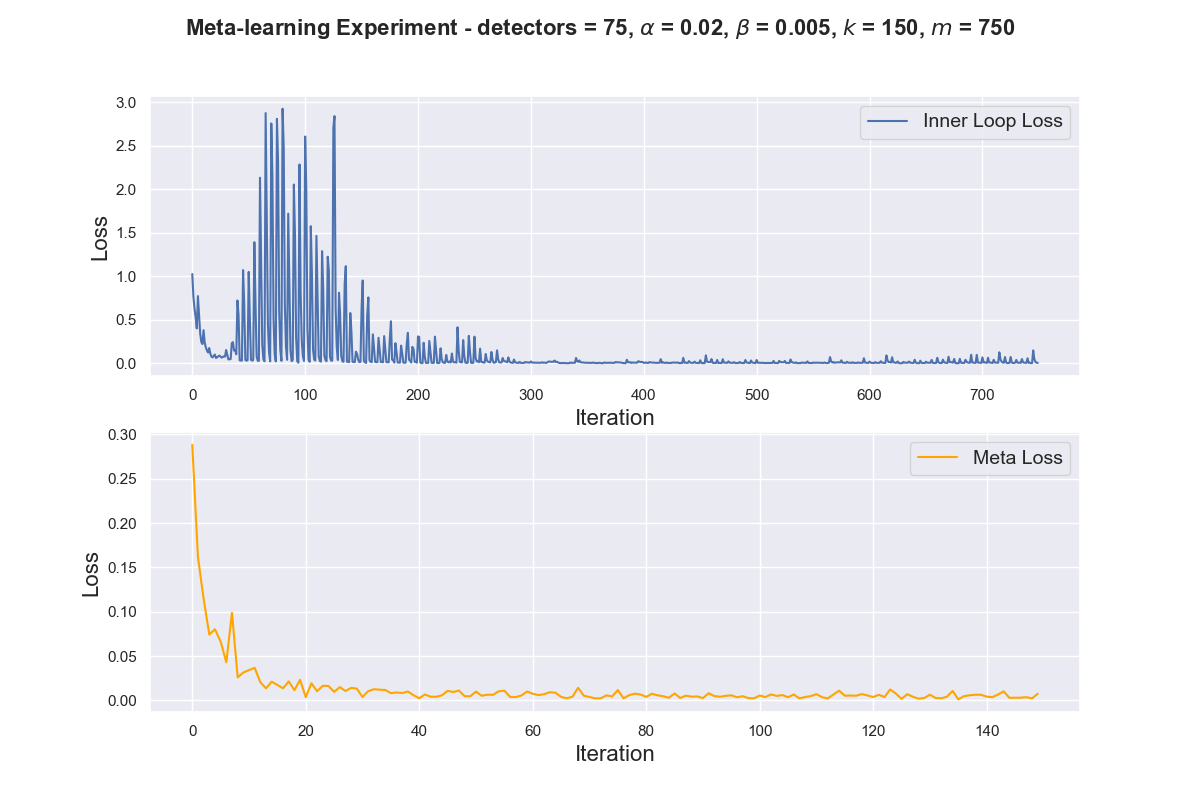 Meta-learning Experiment - detectors = 75, α = 0.02, β = 0.005, k = 150, m = 750
Inner Loop Loss
Loss
3.0
2.5
2.0
1.5
1.0
0.5
0.0
0 100 200 300 400 500 600 700
Iteration
Meta Loss
Loss
0.30
0.25
0.20
0.15
0.10
0.05
0.00
0 20 40 60 80 100 120 140
Iteration